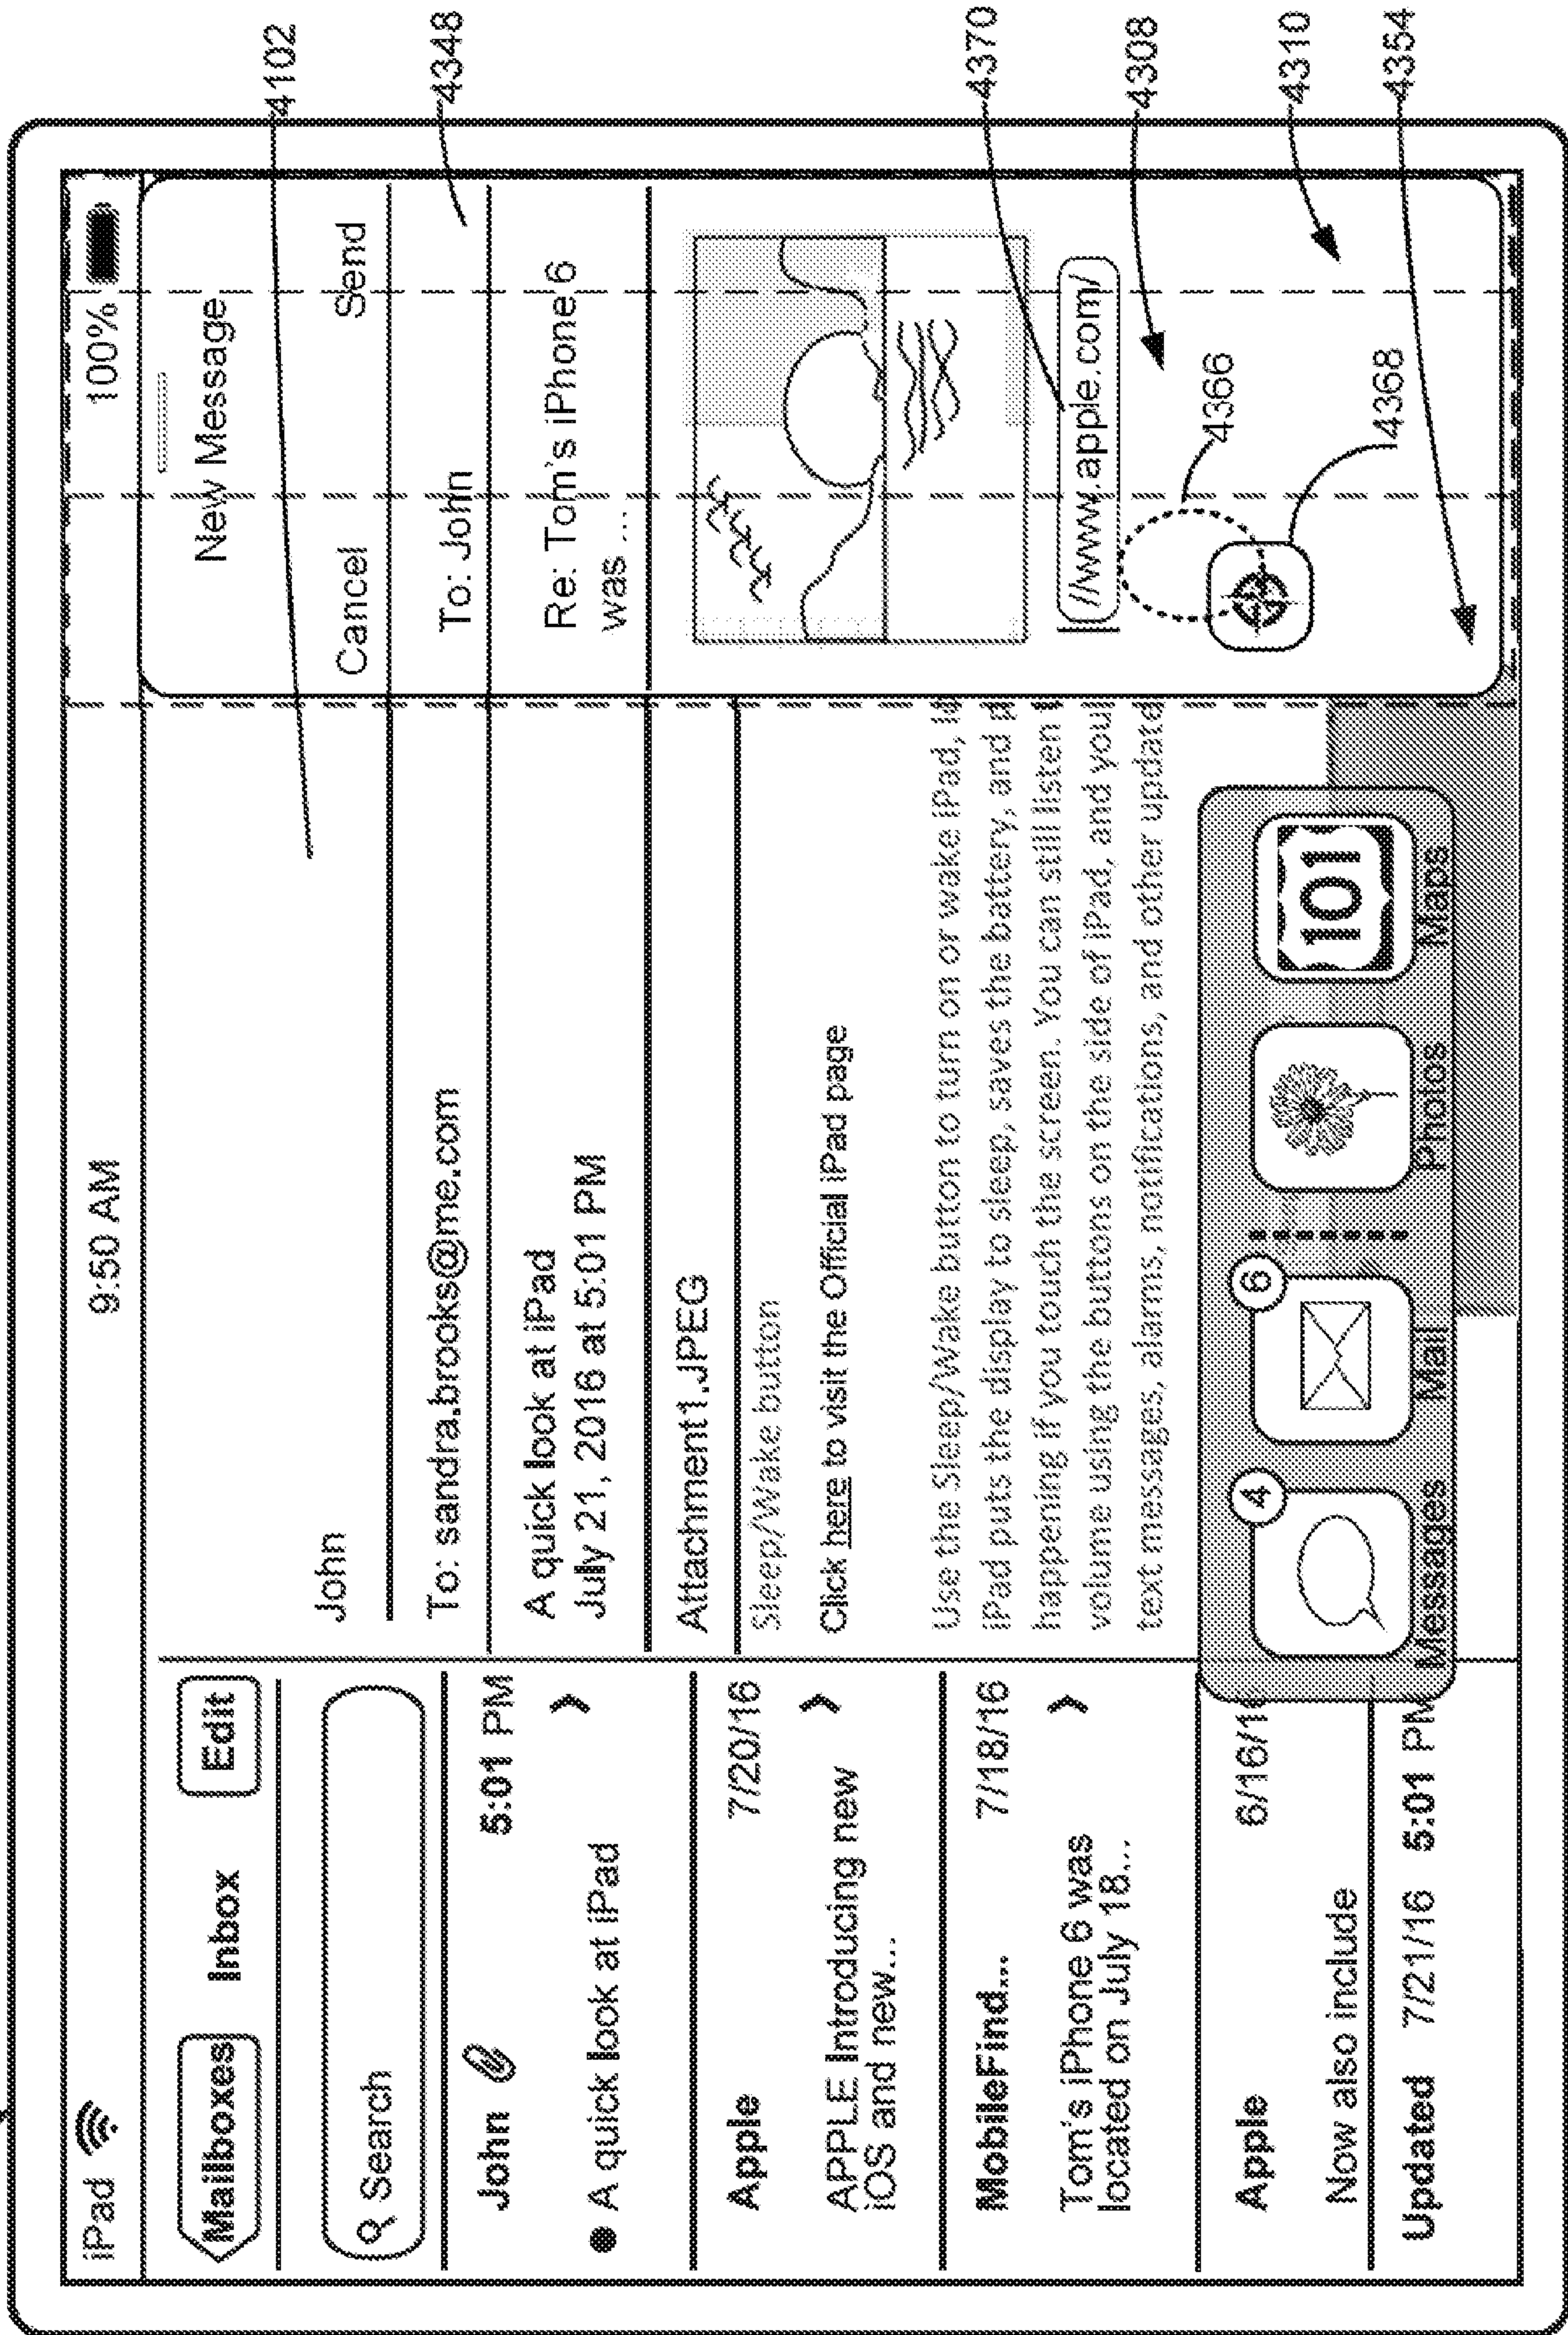 iPad 9:50 AM 100%
Mailboxes Inbox Edit
Search
John 5:01 PM
A quick look at iPad
Apple 7/20/16
APPLE Introducing new
iOS and new...
MobileFind... 7/18/16
Tom's iPhone 6 was
located on July 18...
Apple 6/16/
Now also include
Updated 7/21/16 5:01 PM
John
To: sandra.brooks@me.com
A quick look at iPad
July 21, 2016 at 5:01 PM
Attachment1.JPEG
Sleep/Wake button
Click here to visit the Official iPad page
Use the Sleep/Wake button to turn on or wake iPad,
iPad puts the display to sleep, saves the battery, and
happening if you touch the screen. You can still listen
volume using the buttons on the side of iPad, and you
text messages, alarms, notifications, and other update
4 6 101
Messages Mail Photos Maps
New Message
Cancel Send
To: John
Re: Tom's iPhone 6
was ...
//www.apple.com/
4366
4368
4102
4348
4370
4308
4310
4354